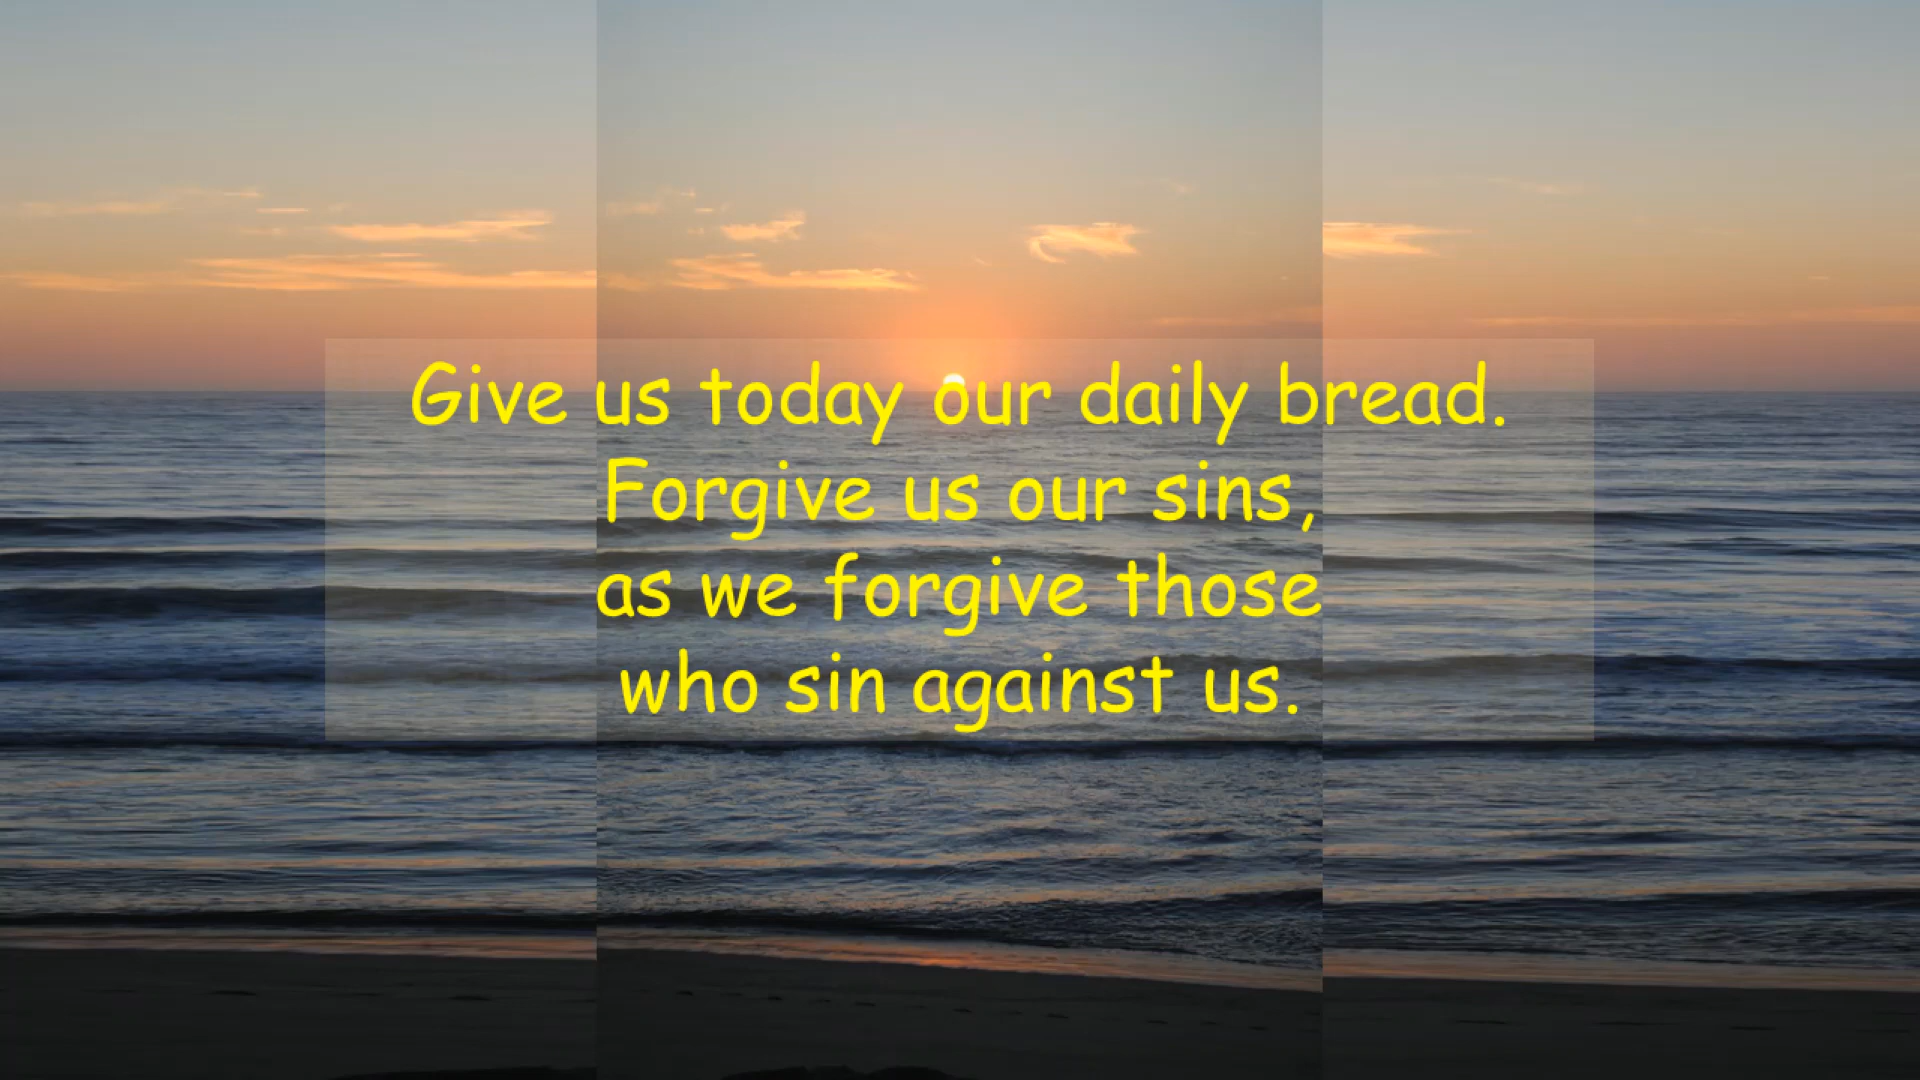 Give us today our daily bread.
Forgive us our sins,
as we forgive those
who sin against us.